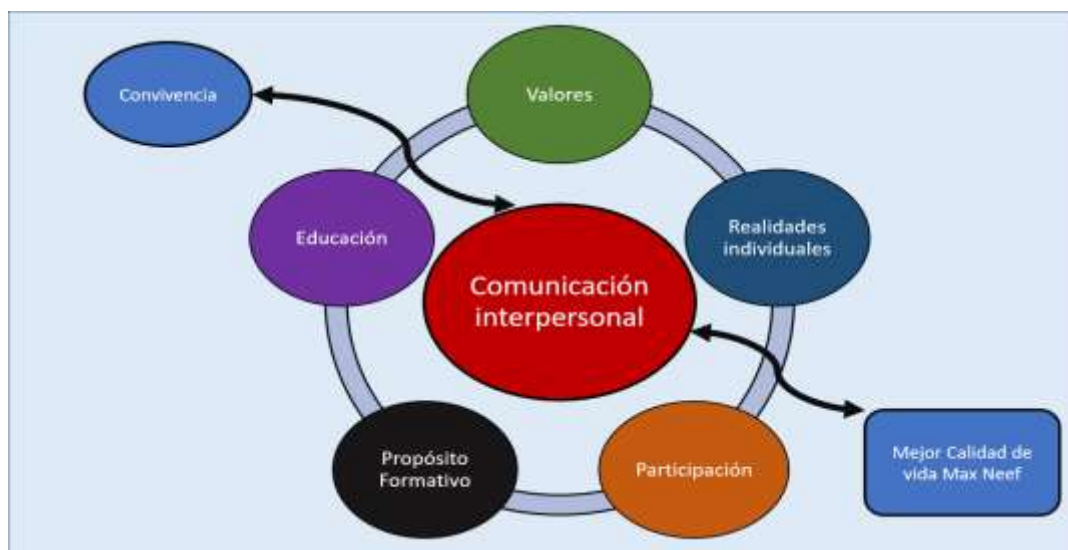 Convivencia
Valores
Educación
Realidades
individuales
Comunicación
interpersonal
Propósito
Formativo
Participación
Mejor Calidad de
vida Max Neef